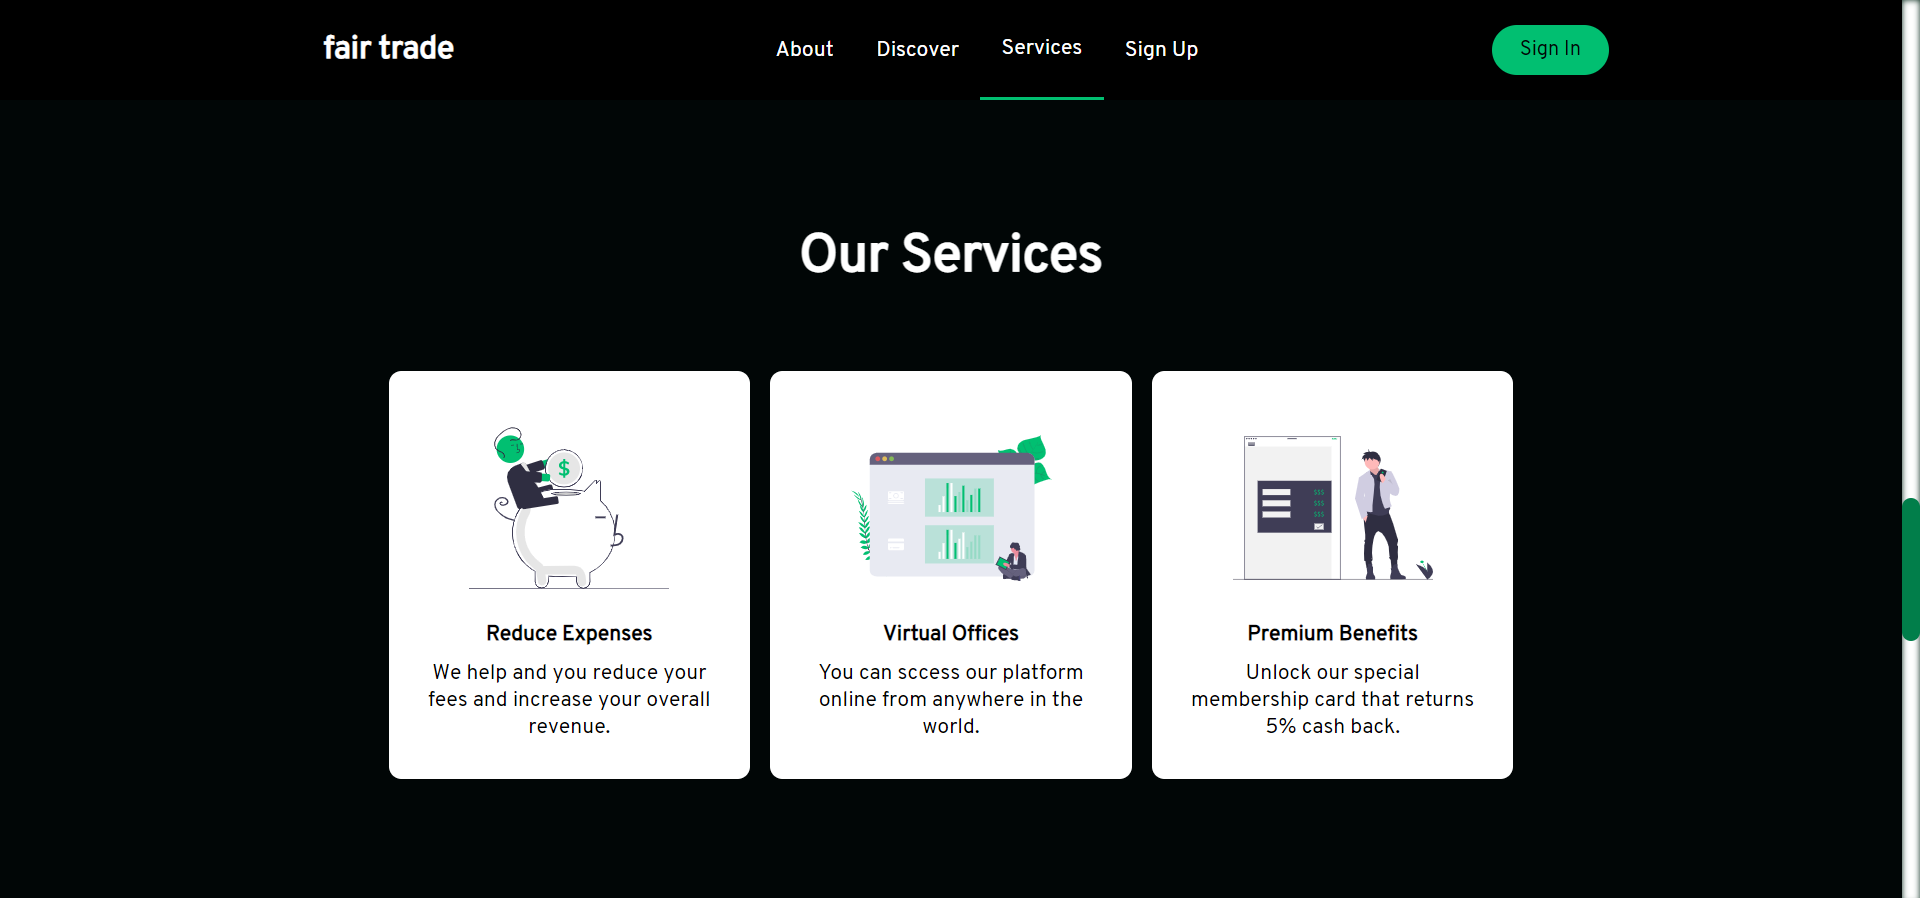 fair trade
About
Discover
Services
Sign Up
Sign In
Our Services
$
$$$
$$$
$$$
Reduce Expenses
We help and you reduce your
fees and increase your overall
revenue.
Virtual Offices
You can sccess our platform
online from anywhere in the
world.
Premium Benefits
Unlock our special
membership card that returns
5% cash back.